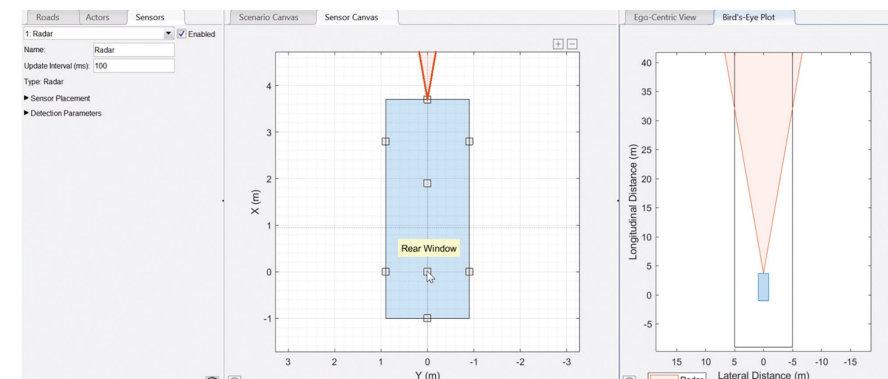 Roads Actors Sensors
1: Radar Enabled
Name: Radar
Update Interval (ms): 100
Type: Radar
Sensor Placement
Detection Parameters
Scenario Canvas Sensor Canvas
4
3
2
1
0
-1
X (m)
Rear Window
3 2 1 0 -1 -2 -3
Y (m)
Ego-Centric View Bird's-Eye Plot
40
35
30
25
20
15
10
5
0
-5
Longitudinal Distance (m)
15 10 5 0 -5 -10 -15
Radar Lateral Distance (m)